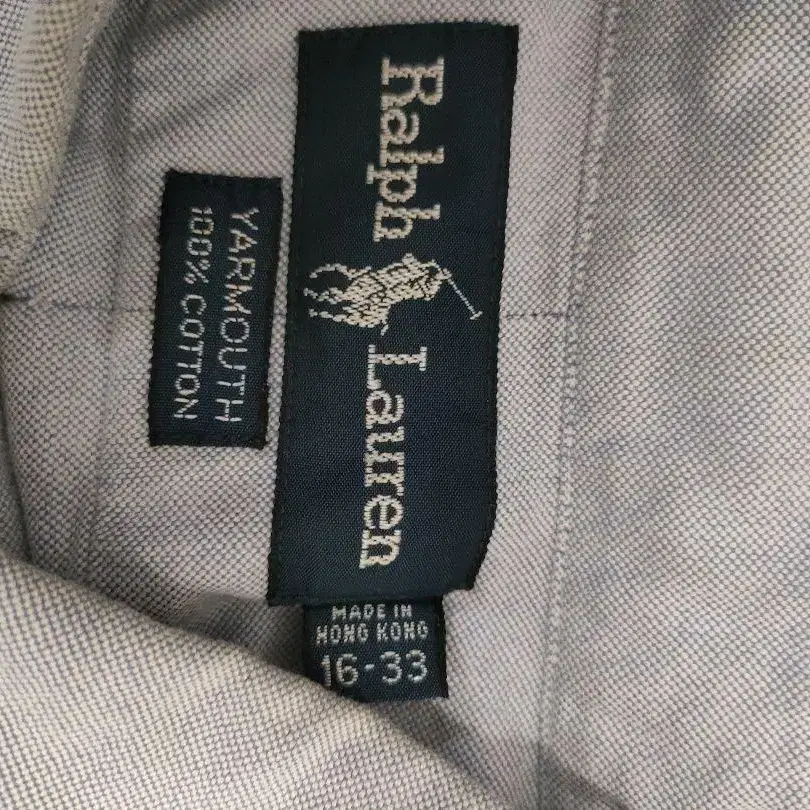 Ralph Lauren
YARMOUTH
100% COTTON
MADE IN
HONG KONG
16-33